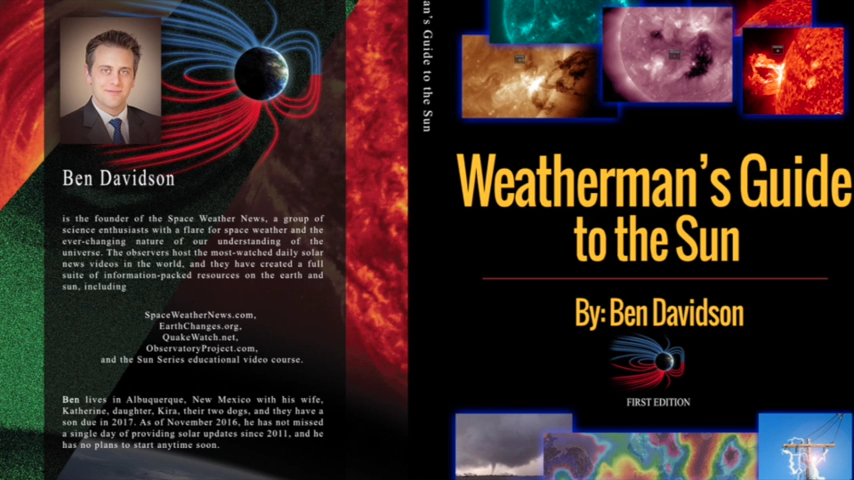 Ben Davidson
is the founder of the Space Weather News, a group of
science enthusiasts with a flare for space weather and the
ever-changing nature of our understanding of the
universe. The observers host the most-watched daily solar
news videos in the world, and they have created a full
suite of information-packed resources on the earth and
sun, including
SpaceWeatherNews.com,
EarthChanges.org,
QuakeWatch.net,
ObservatoryProject.com,
and the Sun Series educational video course.
Ben lives in Albuquerque, New Mexico with his wife,
Katherine, daughter, Kira, their two dogs, and they have a
son due in 2017. As of November 2016, he has not missed
a single day of providing solar updates since 2011, and he
has no plans to start anytime soon.
an's Guide to the Sun
Weatherman's Guide
to the Sun
By: Ben Davidson
FIRST EDITION